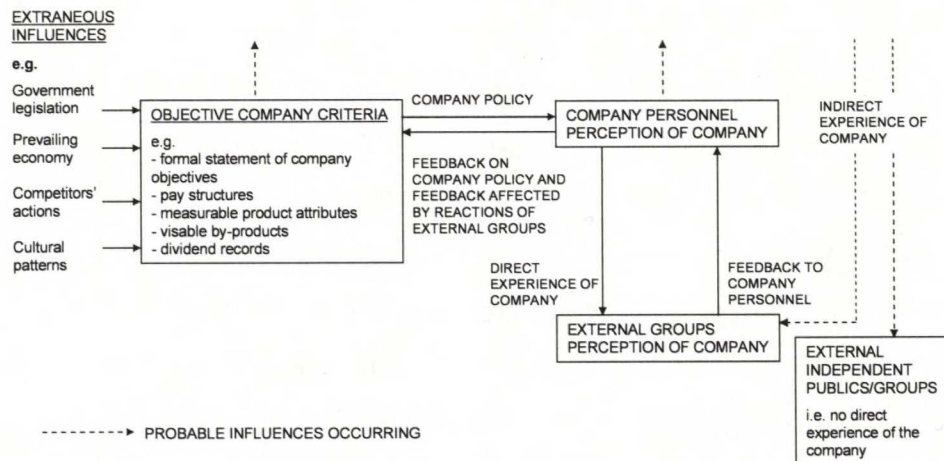 EXTRANEOUS
INFLUENCES
e.g.
Government
legislation
Prevailing
economy
Competitors'
actions
Cultural
patterns
OBJECTIVE COMPANY CRITERIA
e.g.
- formal statement of company
objectives
- pay structures
- measurable product attributes
- visable by-products
- dividend records
COMPANY POLICY
FEEDBACK ON
COMPANY POLICY AND
FEEDBACK AFFECTED
BY REACTIONS OF
EXTERNAL GROUPS
COMPANY PERSONNEL
PERCEPTION OF COMPANY
INDIRECT
EXPERIENCE OF
COMPANY
DIRECT
EXPERIENCE OF
COMPANY
FEEDBACK TO
COMPANY
PERSONNEL
EXTERNAL GROUPS
PERCEPTION OF COMPANY
EXTERNAL
INDEPENDENT
PUBLICS/GROUPS
i.e. no direct
experience of the
company
PROBABLE INFLUENCES OCCURRING